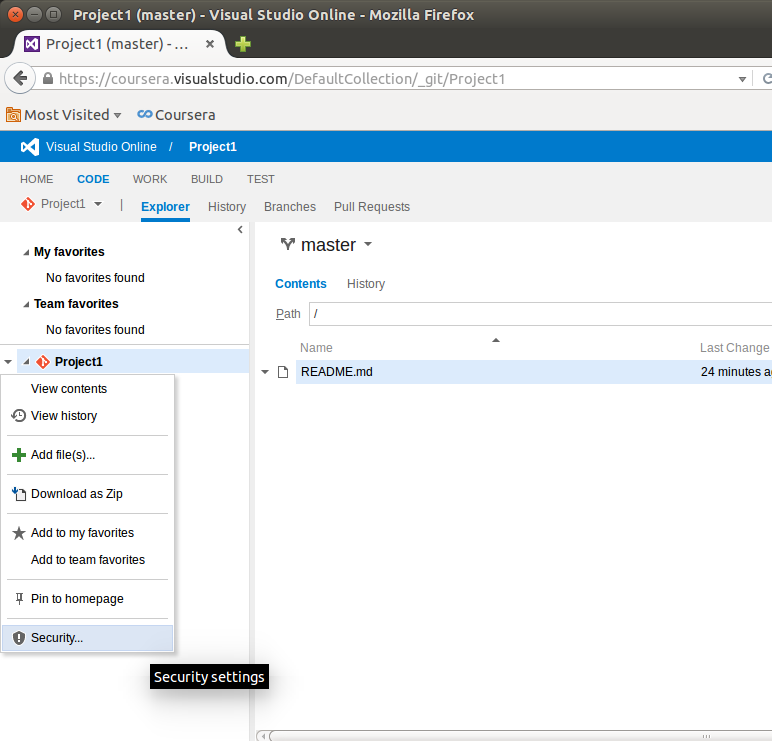 Project1 (master) - Visual Studio Online - Mozilla Firefox
Project1 (master) - ...
https://coursera.visualstudio.com/DefaultCollection/_git/Project1
Most Visited Coursera
Visual Studio Online / Project1
HOME CODE WORK BUILD TEST
Project1 | Explorer History Branches Pull Requests
My favorites
No favorites found
Team favorites
No favorites found
Project1
View contents
View history
Add file(s)...
Download as Zip
Add to my favorites
Add to team favorites
Pin to homepage
Security...
Security settings
master
Contents History
Path /
Name Last Change
README.md 24 minutes